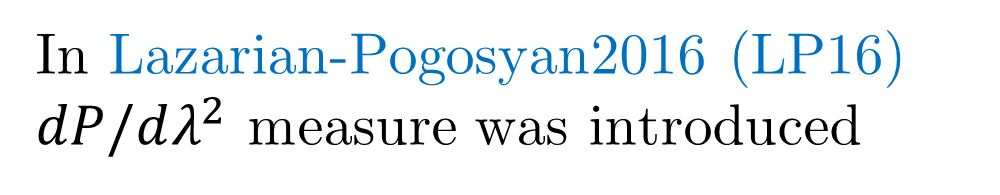 In Lazarian-Pogosyan2016 (LP16)
𝑑𝑃/𝑑𝜆² measure was introduced